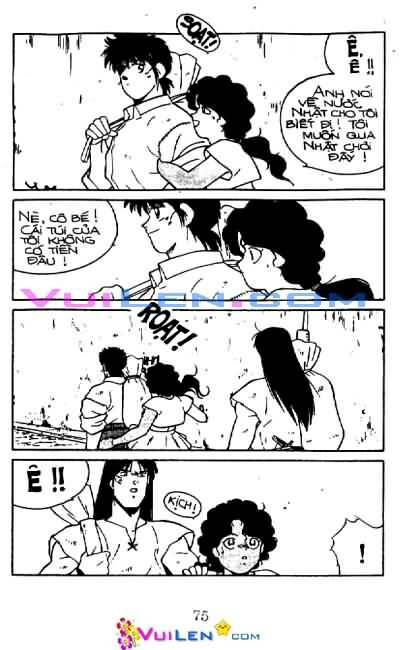 SOẠT!
Ê,
Ê !!
ANH NÓI
VỀ NƯỚC
NHẬT CHO TÔI
BIẾT ĐI! TÔI
MUỐN QUA
NHẬT CHƠI
ĐẤY !
NÈ, CÔ BÉ!
CÁI TÚI CỦA
TÔI KHÔNG
CÓ TIỀN
ĐÂU !
VUILEN.COM
ROẠT!
Ê !!
KỊCH!
!
75
VUILEN.COM